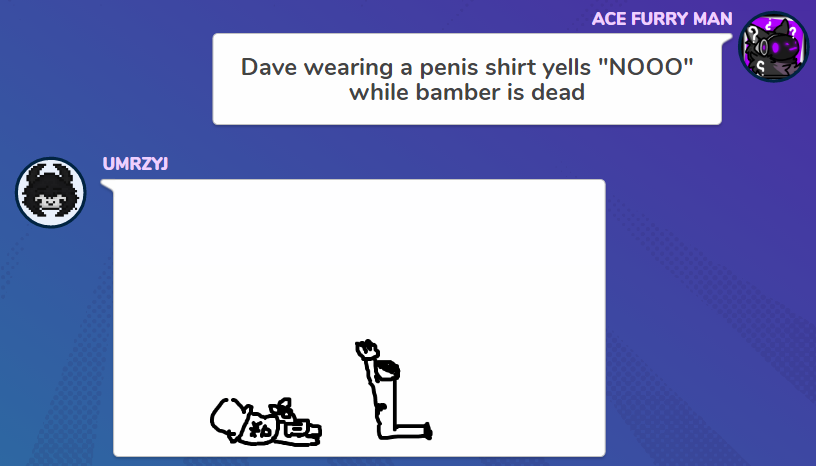 ACE FURRY MAN
Dave wearing a penis shirt yells "NOOO"
while bamber is dead
UMRZYJ
? ? ?
S